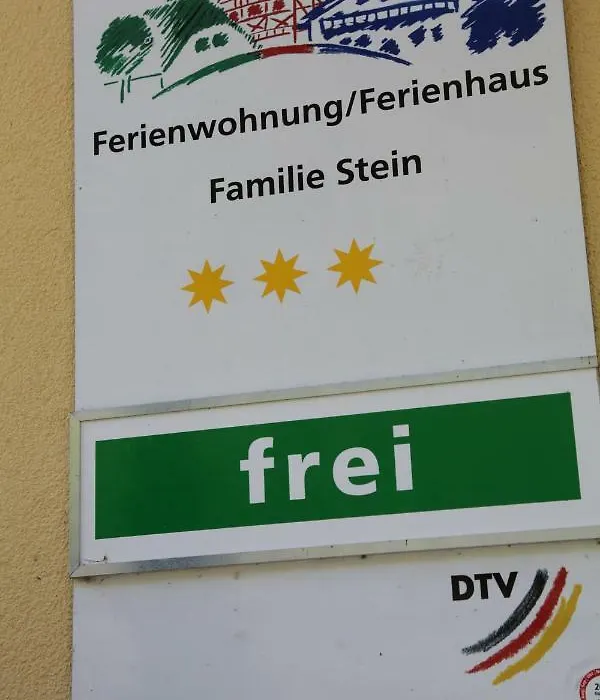 Ferienwohnung/Ferienhaus
Familie Stein
frei
DTV